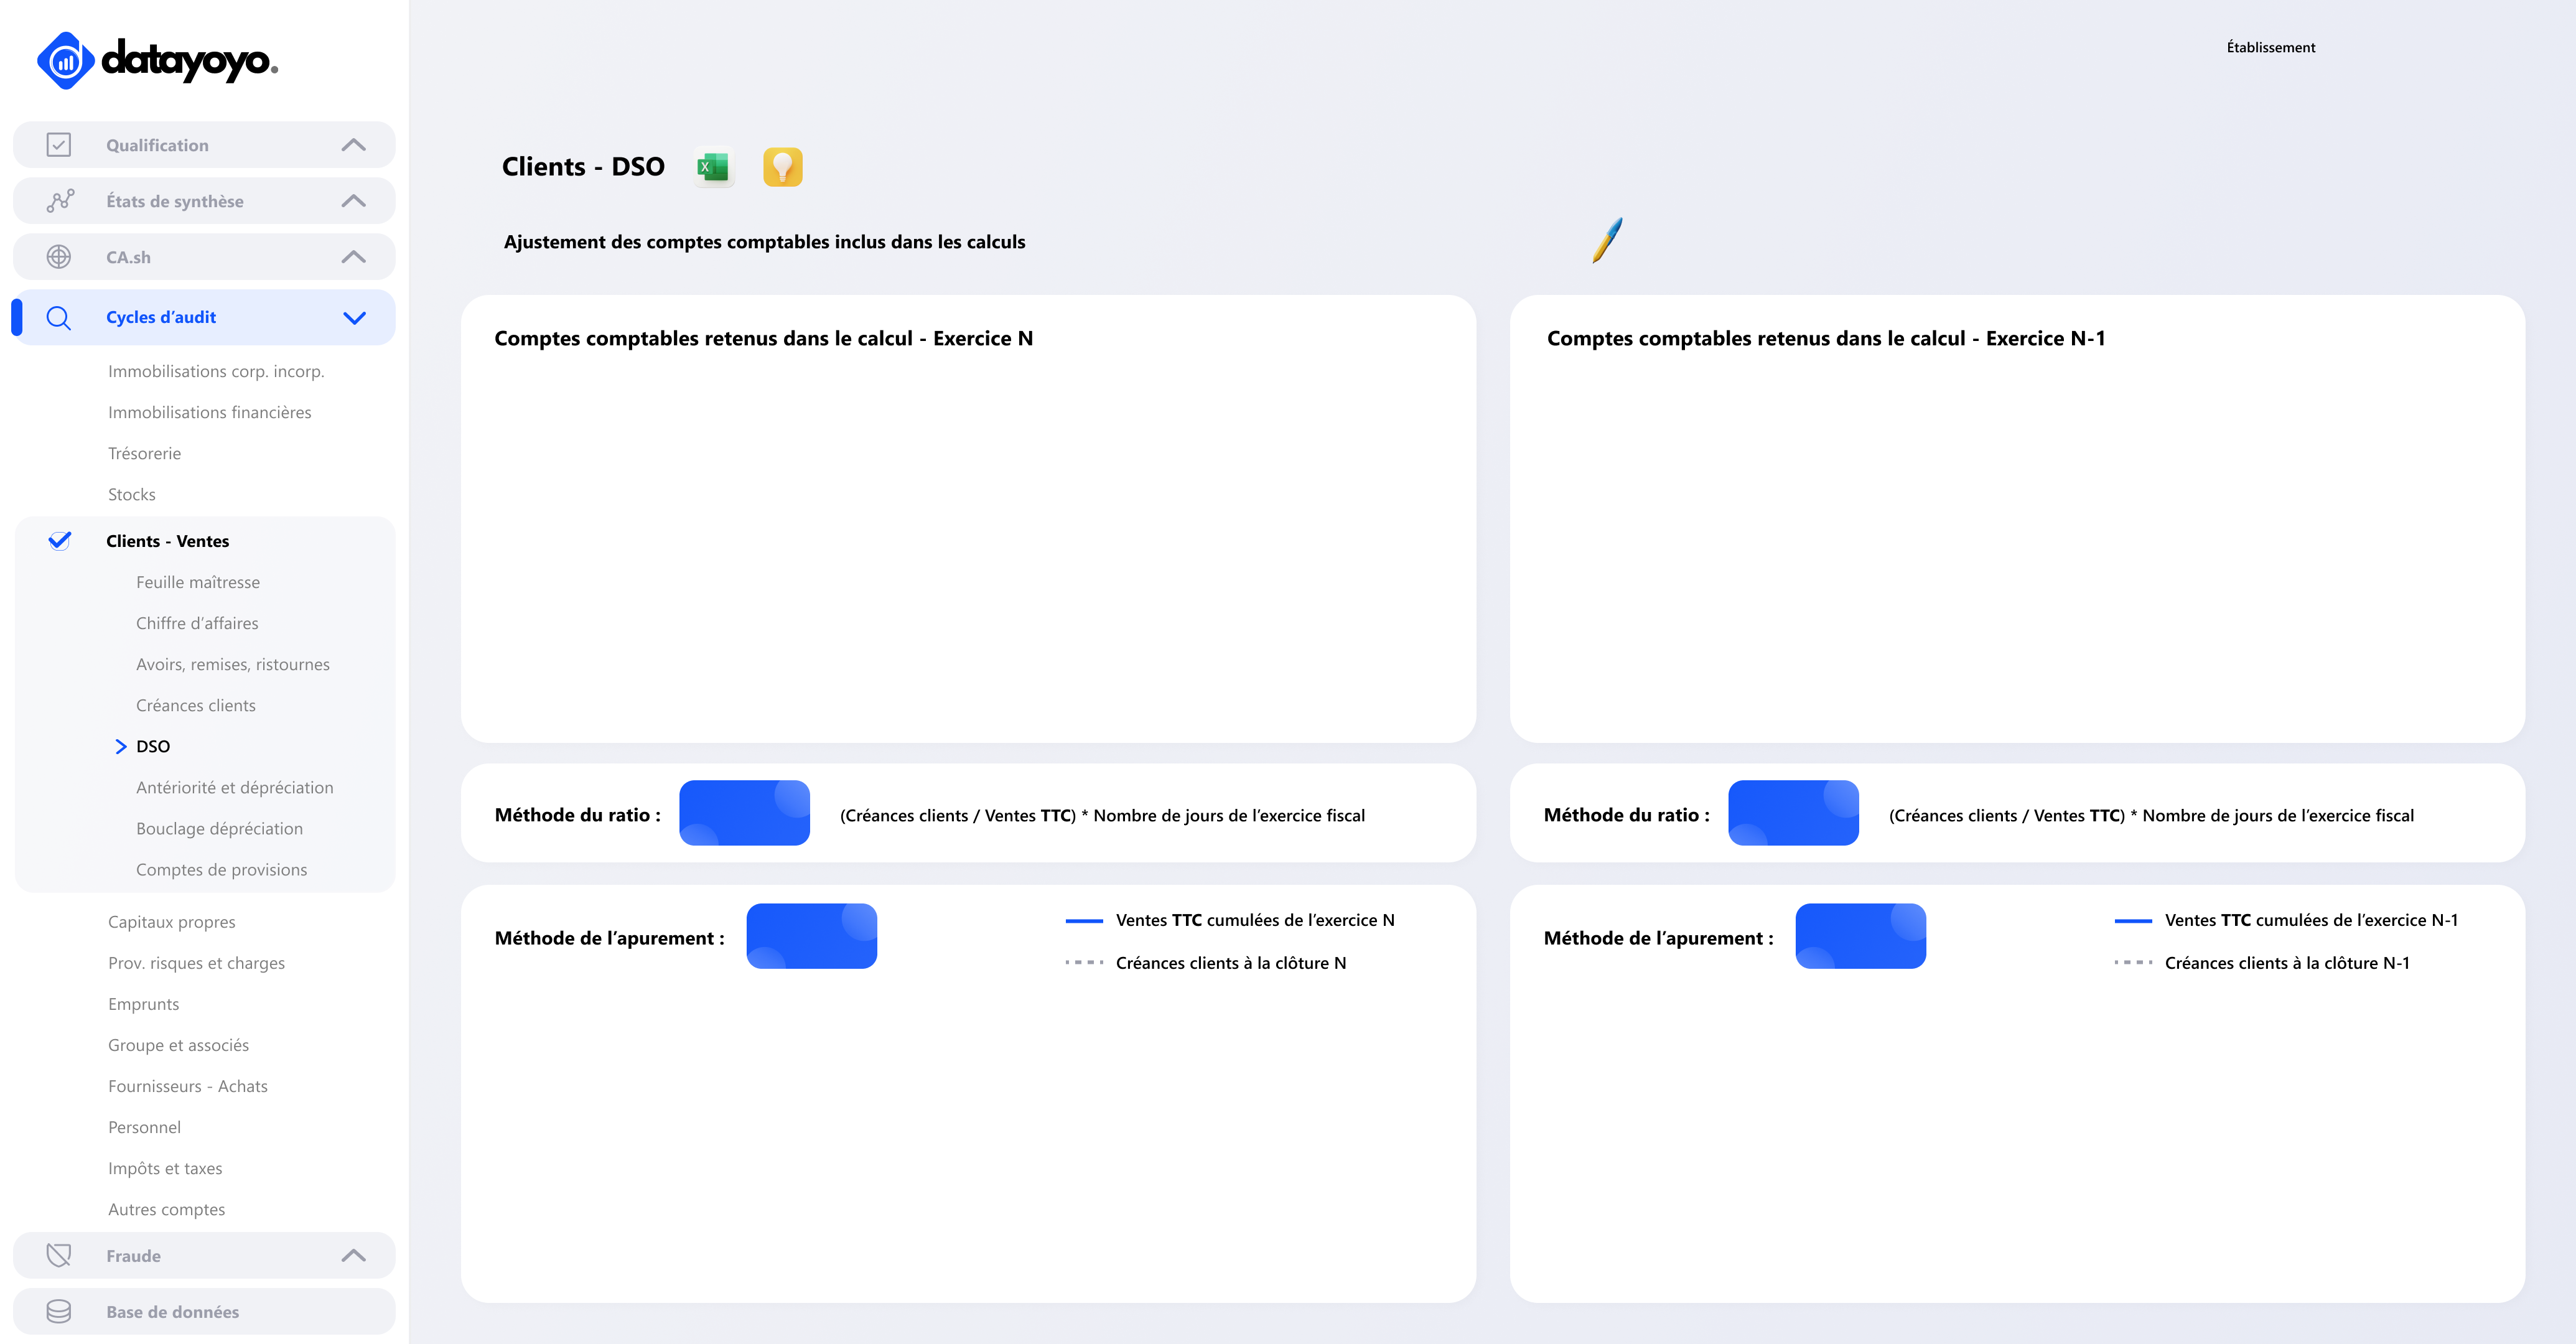 datayoyo.
Qualification
États de synthèse
CA.sh
Cycles d’audit
Immobilisations corp. incorp.
Immobilisations financières
Trésorerie
Stocks
Clients - Ventes
Feuille maîtresse
Chiffre d’affaires
Avoirs, remises, ristournes
Créances clients
DSO
Antériorité et dépréciation
Bouclage dépréciation
Comptes de provisions
Capitaux propres
Prov. risques et charges
Emprunts
Groupe et associés
Fournisseurs - Achats
Personnel
Impôts et taxes
Autres comptes
Fraude
Base de données
Établissement
Clients - DSO
Ajustement des comptes comptables inclus dans les calculs
Comptes comptables retenus dans le calcul - Exercice N
Méthode du ratio :
(Créances clients / Ventes TTC) * Nombre de jours de l’exercice fiscal
Méthode de l’apurement :
Ventes TTC cumulées de l’exercice N
Créances clients à la clôture N
Comptes comptables retenus dans le calcul - Exercice N-1
Méthode du ratio :
(Créances clients / Ventes TTC) * Nombre de jours de l’exercice fiscal
Méthode de l’apurement :
Ventes TTC cumulées de l’exercice N-1
Créances clients à la clôture N-1